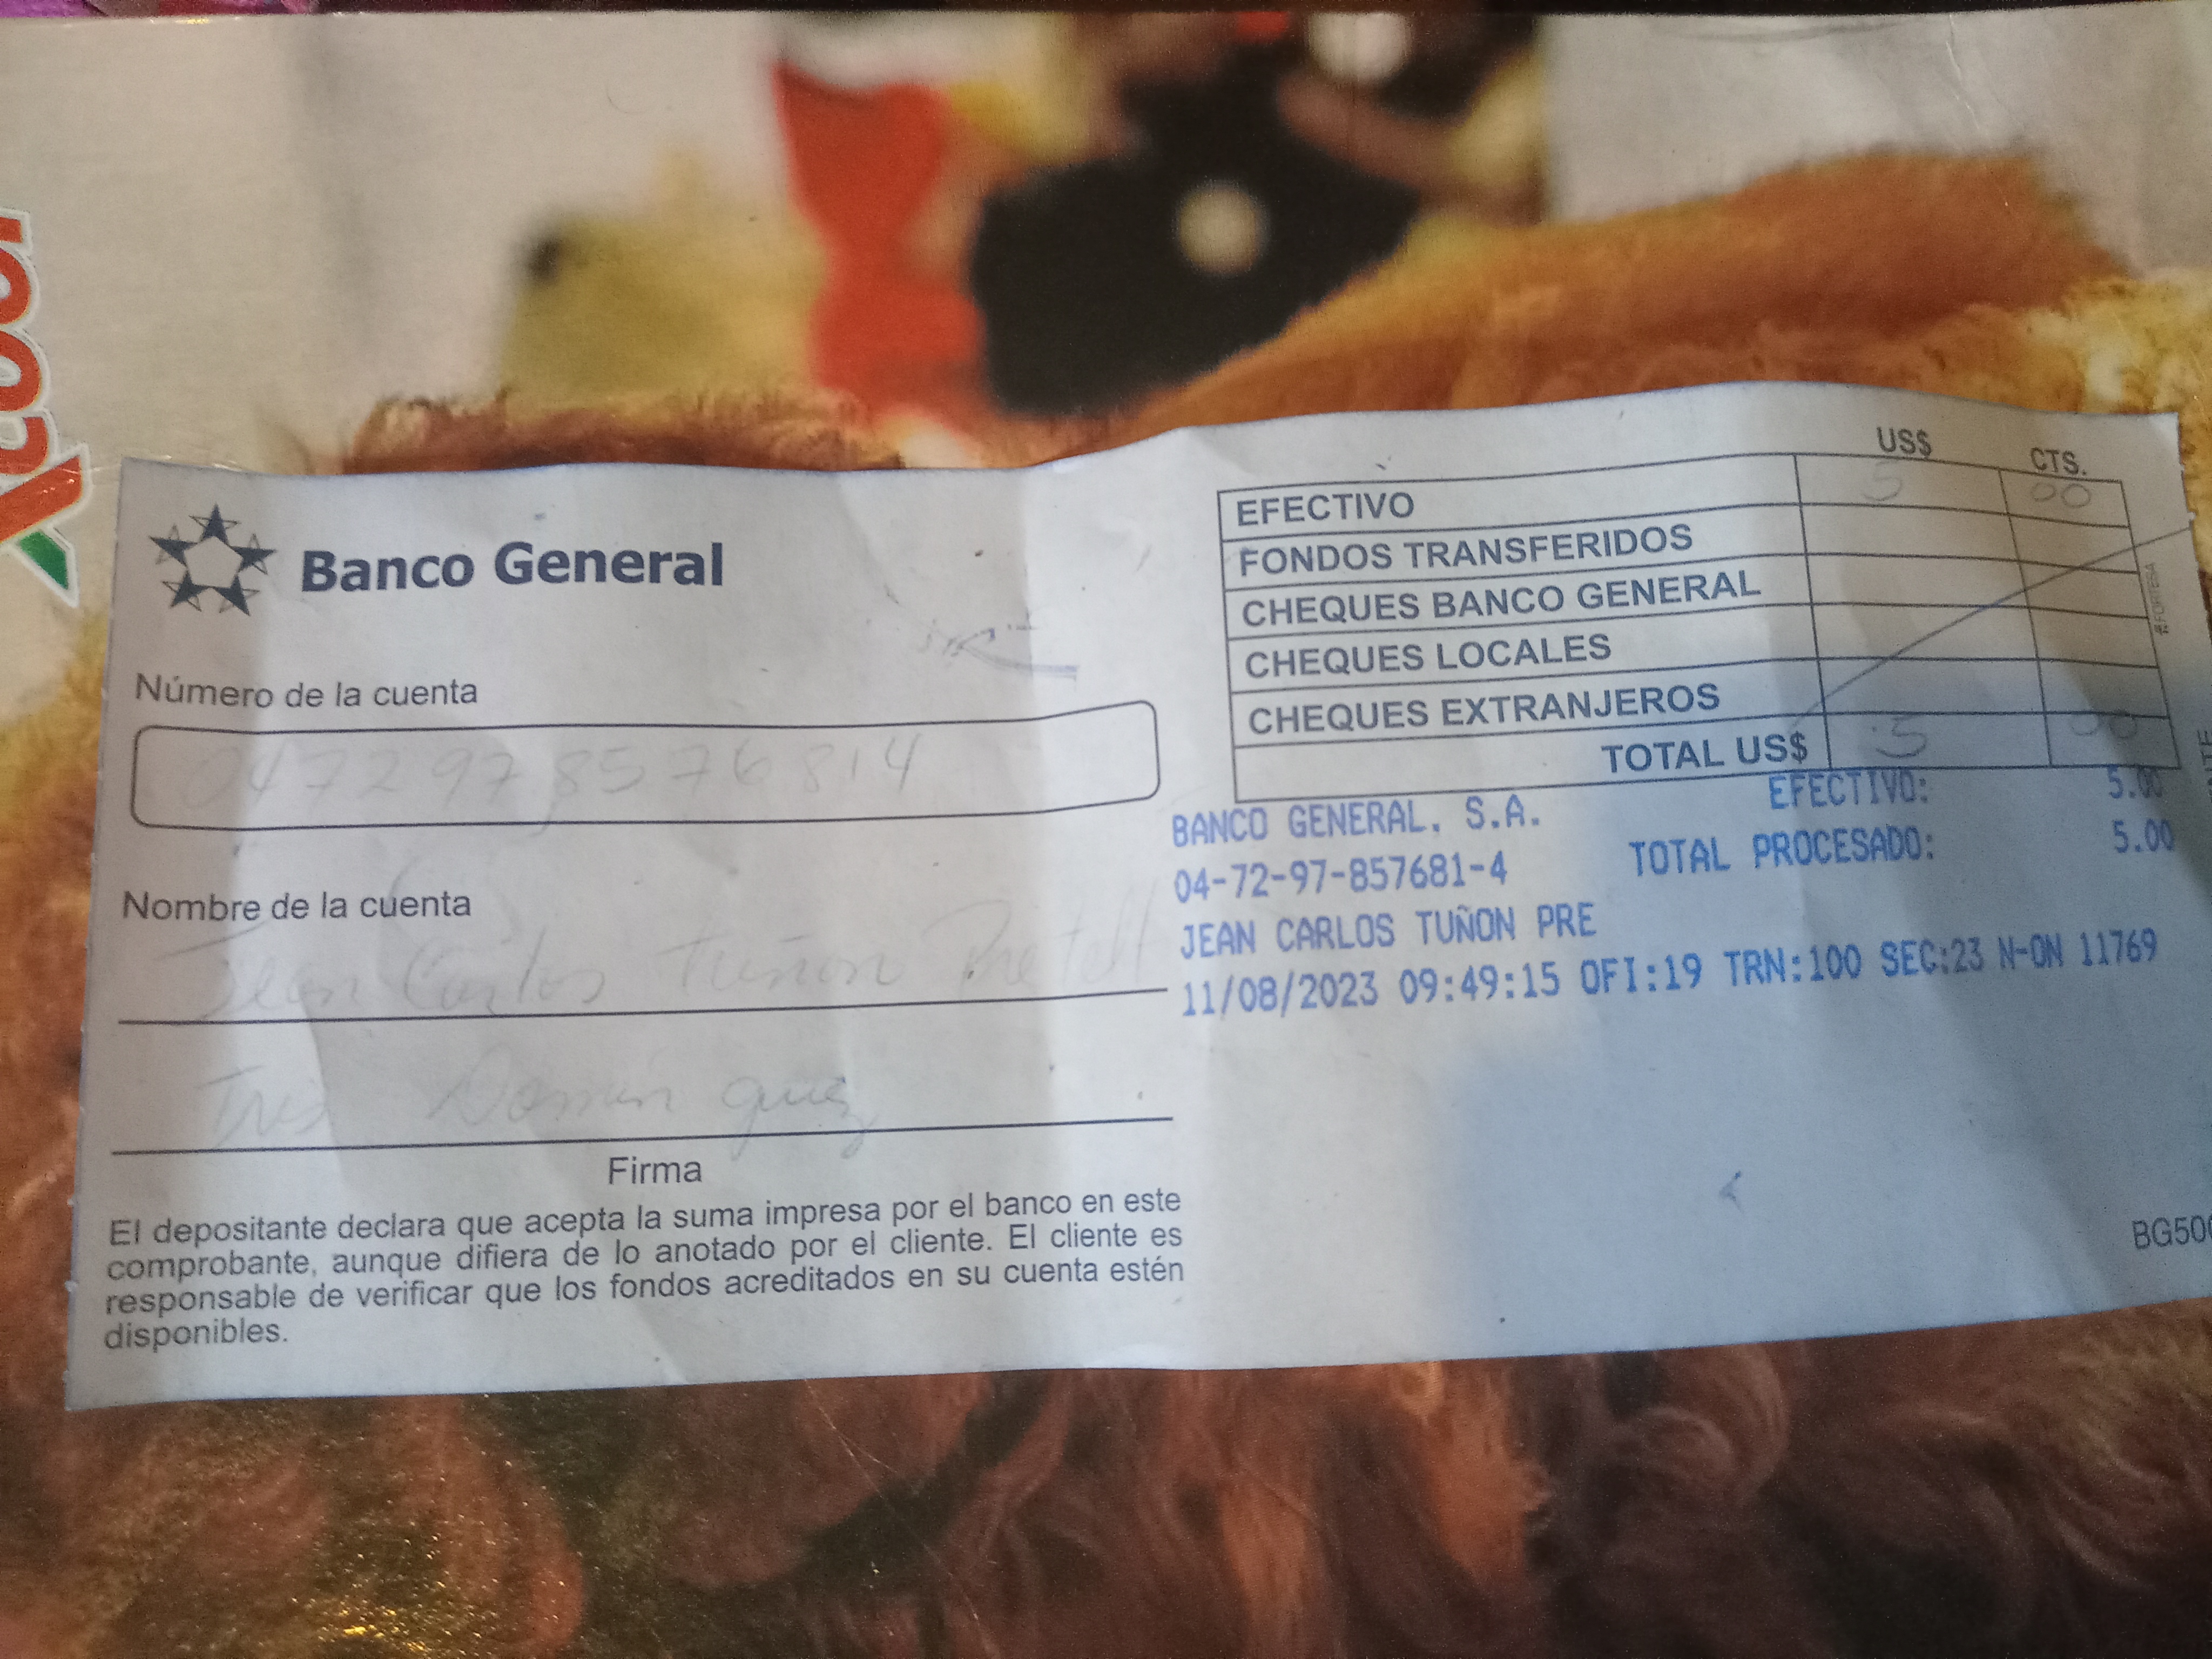 Banco General
Número de la cuenta
0472978576814
Nombre de la cuenta
Jean Carlos Tuñon Pretelt
Domínguez
Firma
El depositante declara que acepta la suma impresa por el banco en este
comprobante, aunque difiera de lo anotado por el cliente. El cliente es
responsable de verificar que los fondos acreditados en su cuenta estén
disponibles.
US$ CTS.
EFECTIVO 5 00
FONDOS TRANSFERIDOS
CHEQUES BANCO GENERAL
CHEQUES LOCALES
CHEQUES EXTRANJEROS
TOTAL US$ 5 00
EFECTIVO: 5.00
BANCO GENERAL, S.A.
TOTAL PROCESADO: 5.00
04-72-97-857681-4
JEAN CARLOS TUÑON PRE
11/08/2023 09:49:15 OFI:19 TRN:100 SEC:23 N-ON 11769
FORTESA